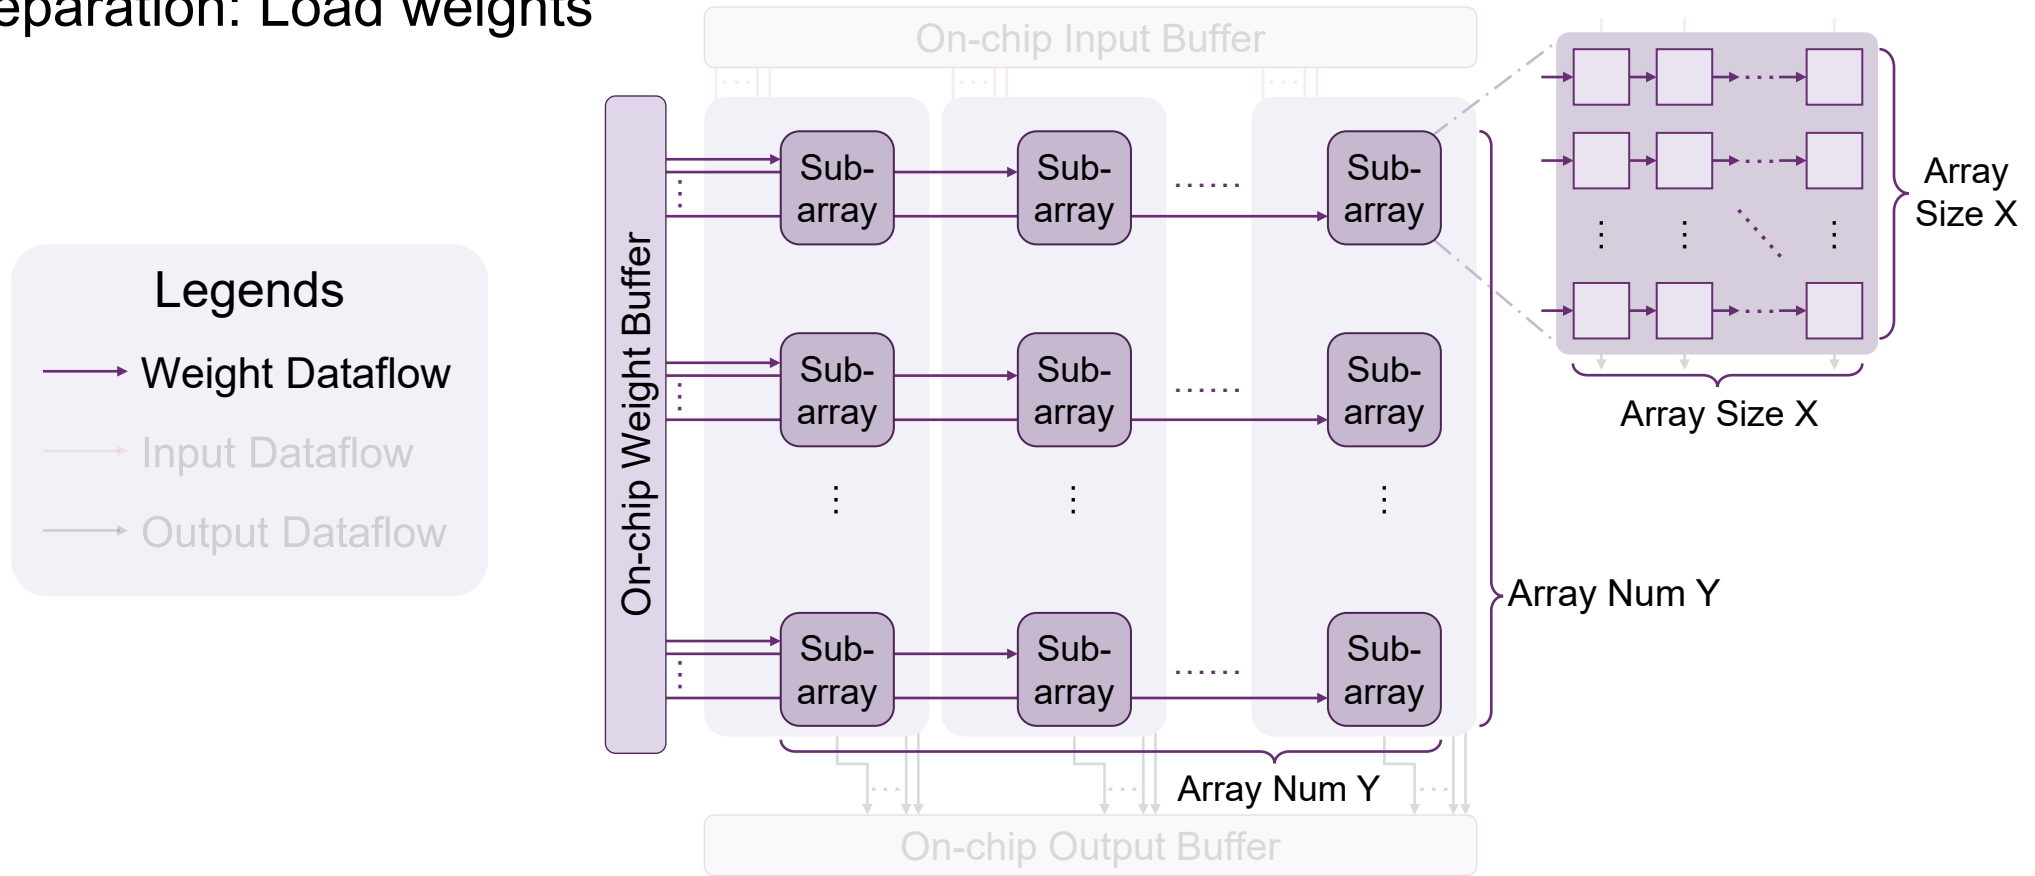 eparation: Load weights
On-chip Input Buffer
Legends
Weight Dataflow
Input Dataflow
Output Dataflow
On-chip Weight Buffer
Sub-
array
Sub-
array
Sub-
array
Sub-
array
Sub-
array
Sub-
array
Sub-
array
Sub-
array
Sub-
array
Array
Size X
Array Size X
Array Num Y
Array Num Y
On-chip Output Buffer